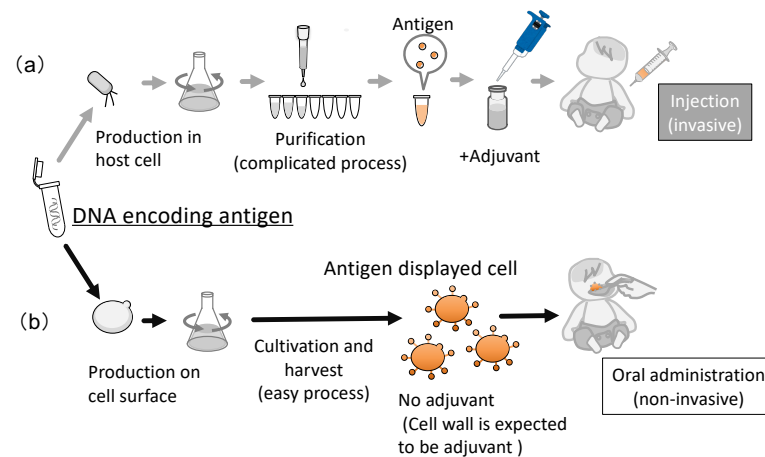 Antigen
(a)
Production in
host cell
Purification
(complicated process)
+Adjuvant
Injection
(invasive)
DNA encoding antigen
Antigen displayed cell
(b)
Production on
cell surface
Cultivation and
harvest
(easy process)
No adjuvant
(Cell wall is expected
to be adjuvant )
Oral administration
(non-invasive)